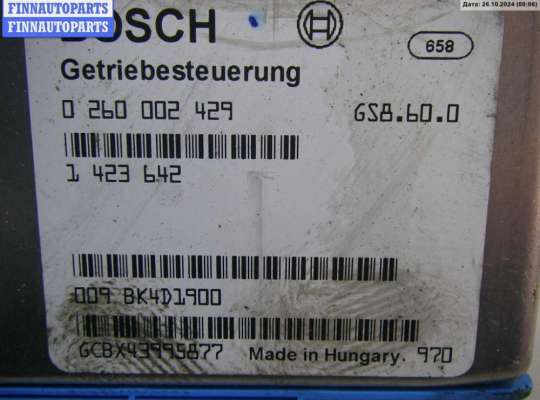 FINNAUTOPARTS
FINNAUTOPARTS
Дата: 26.10.2024 (00:06)
BOSCH
658
Getriebesteuerung
0 260 002 429 GS8.60.0
1 423 642
009 BK4D1900
GCBX43995877 Made in Hungary. 970